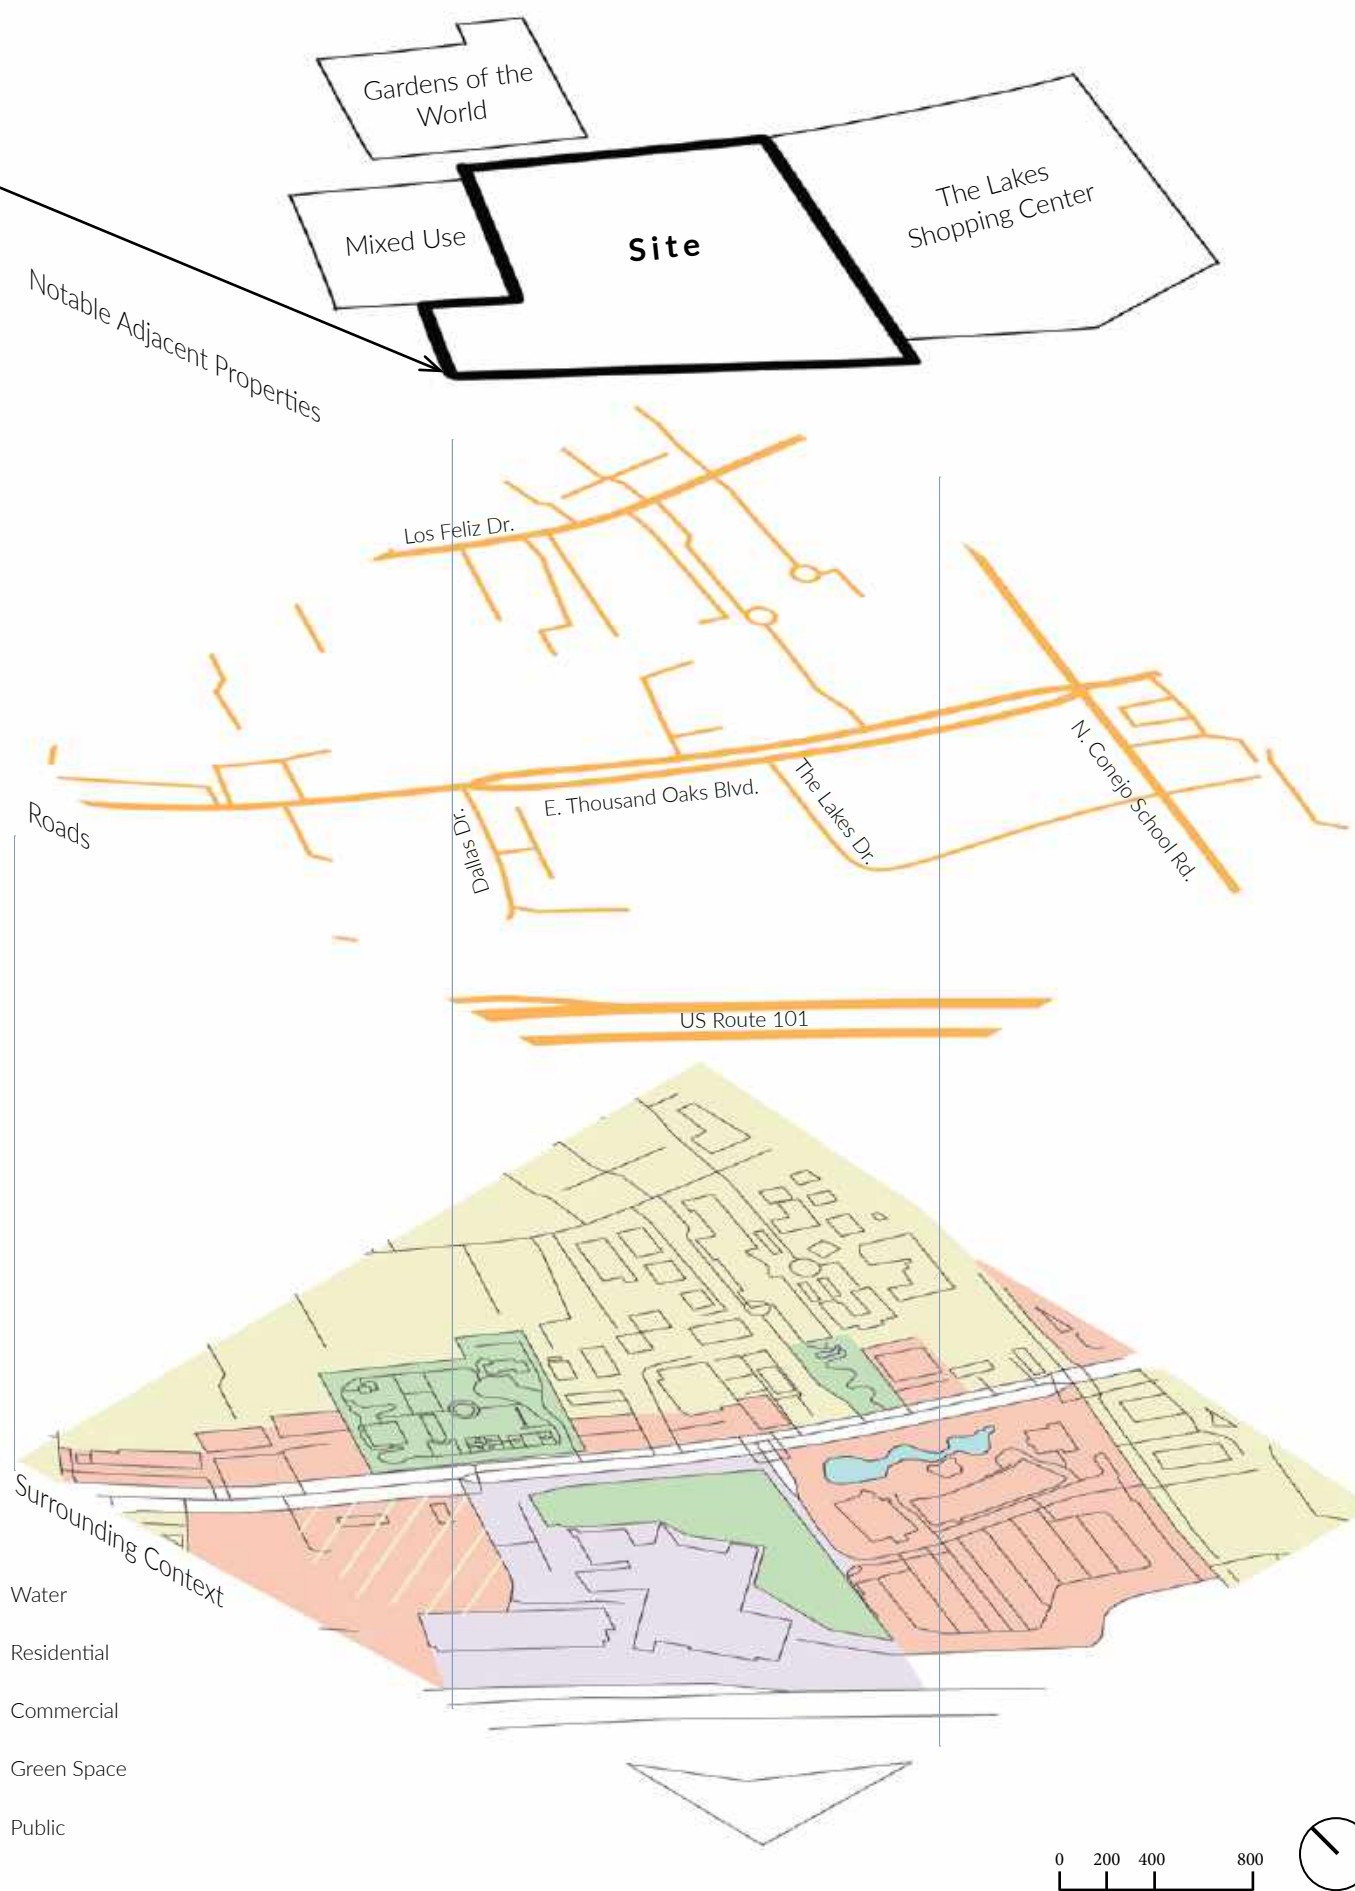 Gardens of the
World
The Lakes
Shopping Center
Mixed Use
Site
Notable Adjacent Properties
Los Feliz Dr.
N. Conejo School Rd.
The Lakes Dr.
E. Thousand Oaks Blvd.
Dallas Dr.
Roads
US Route 101
Surrounding Context
Water
Residential
Commercial
Green Space
Public
0 200 400 800